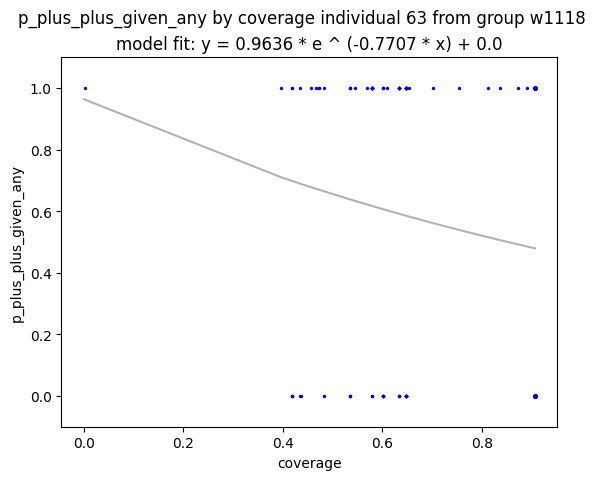 p_plus_plus_given_any by coverage individual 63 from group w1118
model fit: y = 0.9636 * e ^ (-0.7707 * x) + 0.0
1.0
0.8
0.6
0.4
0.2
0.0
p_plus_plus_given_any
0.0 0.2 0.4 0.6 0.8
coverage